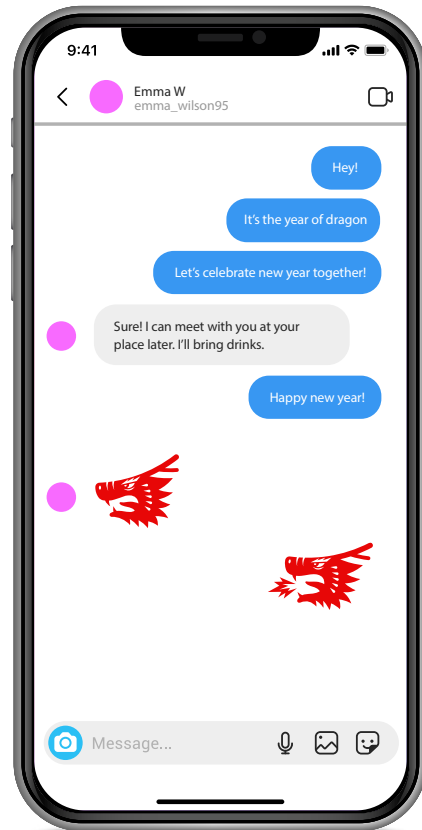 9:41
Emma W
emma_wilson95
Hey!
It's the year of dragon
Let's celebrate new year together!
Sure! I can meet with you at your
place later. I'll bring drinks.
Happy new year!
Message...